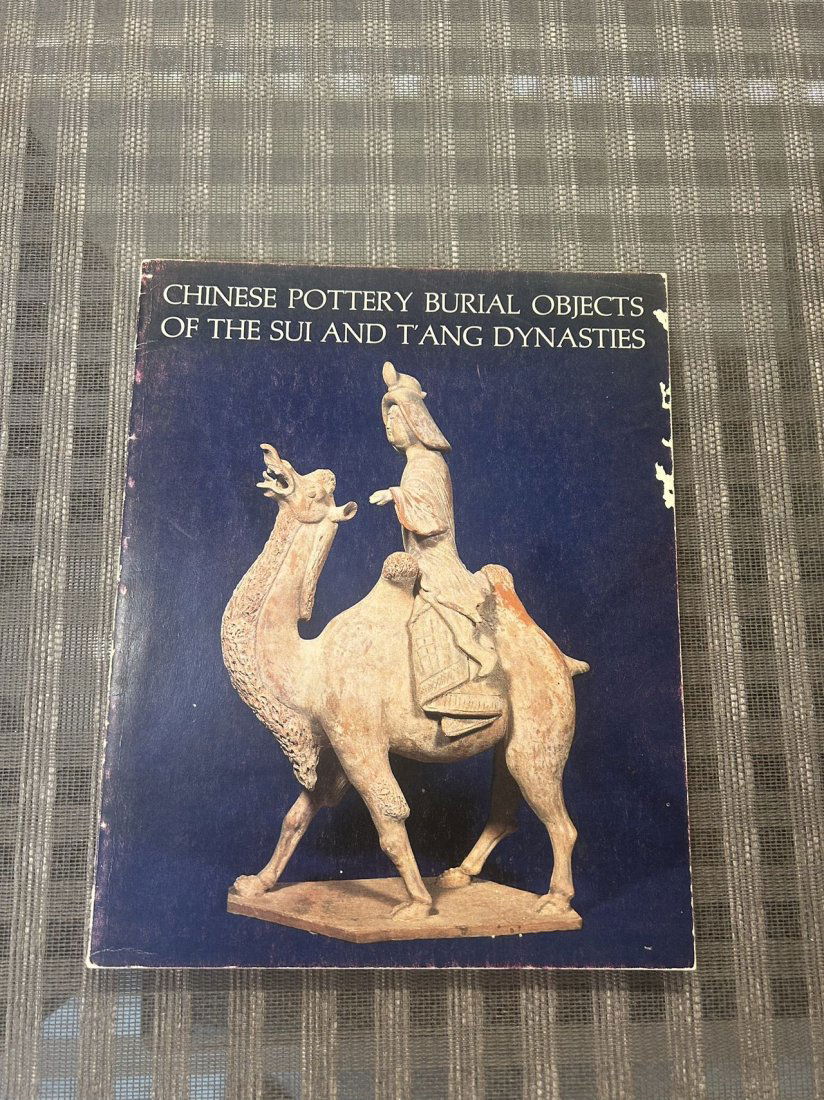 CHINESE POTTERY BURIAL OBJECTS
OF THE SUI AND T'ANG DYNASTIES